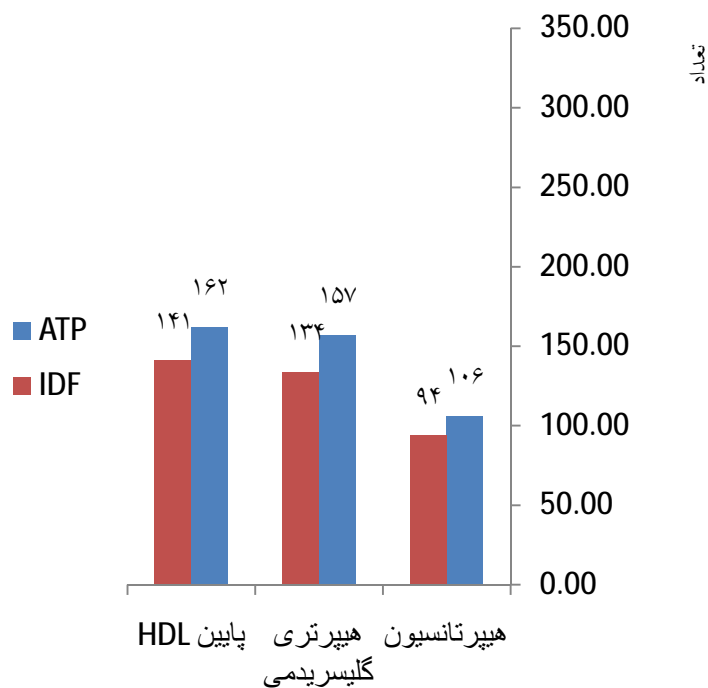 تعداد
350.00
300.00
250.00
200.00
150.00
100.00
50.00
0.00
۱۰۶
۹۴
۱۵۷
۱۳۴
۱۶۲
۱۴۱
هیپرتانسیون
هیپرتری
گلیسریدمی
پایین HDL
ATP
IDF